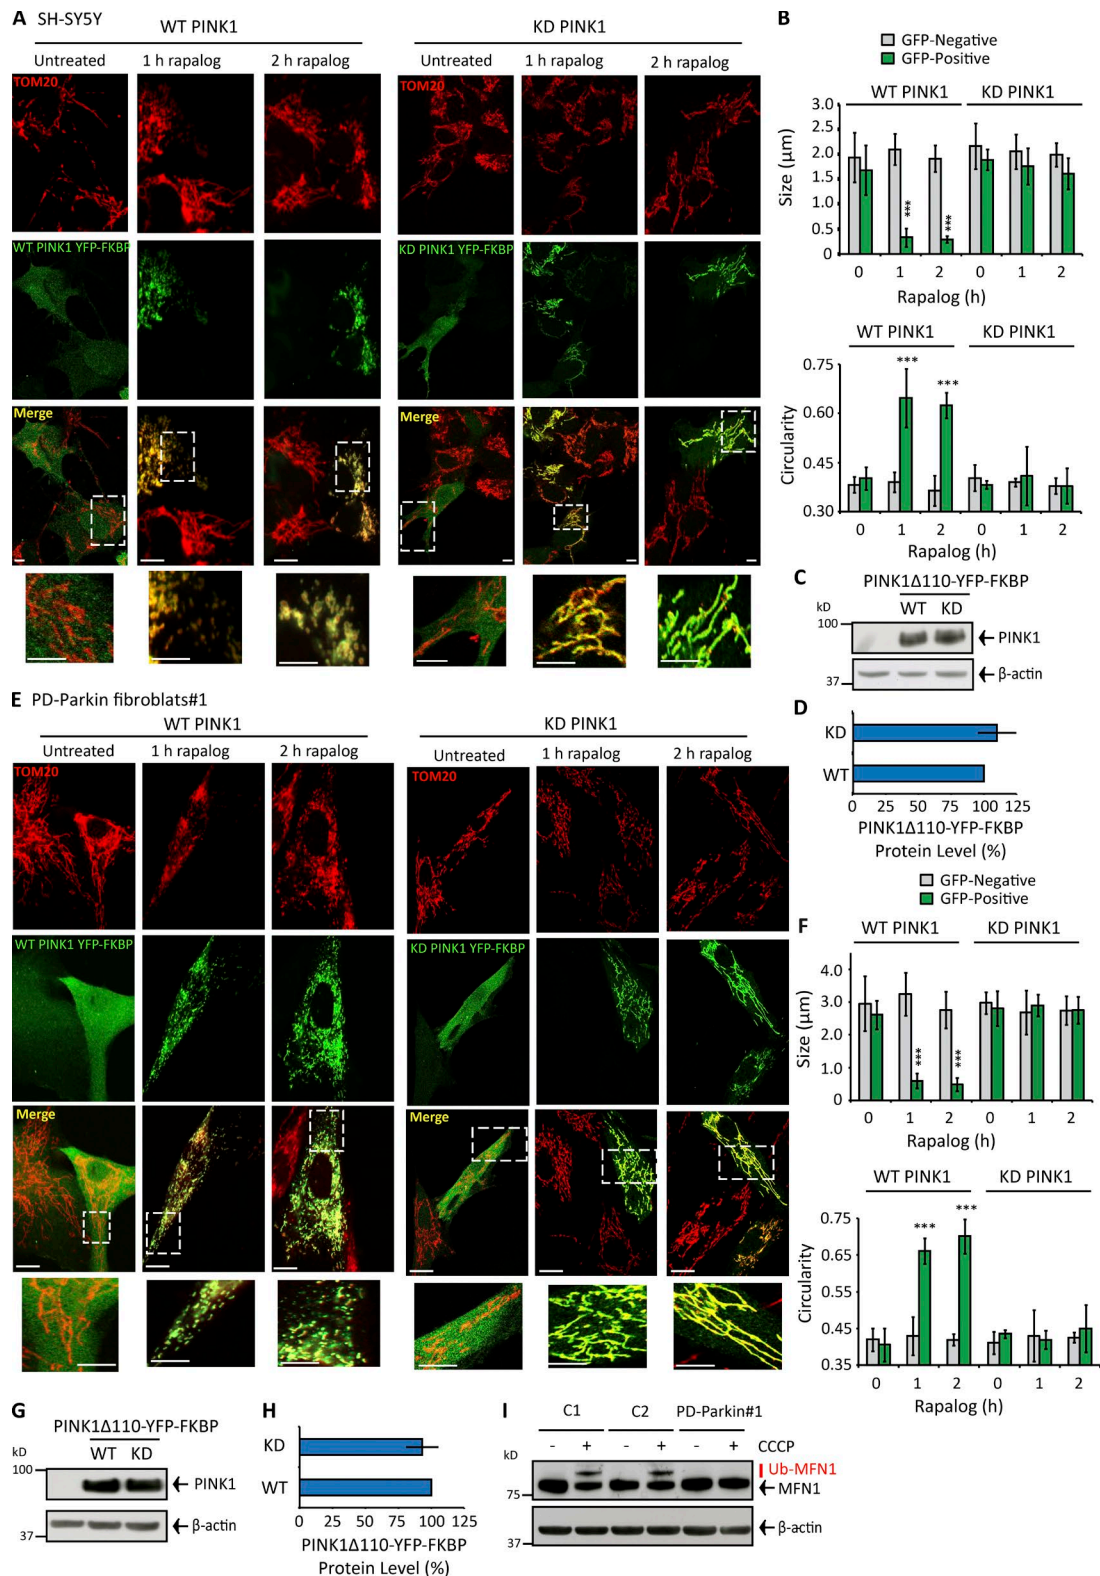 A SH-SY5Y
WT PINK1
KD PINK1
Untreated 1 h rapalog 2 h rapalog
Untreated 1 h rapalog 2 h rapalog
TOM20
TOM20
WT PINK1 YFP-FKBP
KD PINK1 YFP-FKBP
Merge
Merge
B
GFP-Negative
GFP-Positive
WT PINK1 KD PINK1
Size (μm)
3.0
2.5
2.0
1.5
1.0
0.5
0
***
***
0 1 2 0 1 2
Rapalog (h)
WT PINK1 KD PINK1
Circularity
0.75
0.60
0.45
0.30
***
***
0 1 2 0 1 2
Rapalog (h)
C
PINK1Δ110-YFP-FKBP
kD WT KD
100
PINK1
β-actin
37
D
KD
WT
0 25 50 75 100 125
PINK1Δ110-YFP-FKBP
Protein Level (%)
E PD-Parkin fibroblats#1
WT PINK1
KD PINK1
Untreated 1 h rapalog 2 h rapalog
Untreated 1 h rapalog 2 h rapalog
TOM20
TOM20
WT PINK1 YFP-FKBP
KD PINK1 YFP-FKBP
Merge
Merge
GFP-Negative
GFP-Positive
F
WT PINK1 KD PINK1
Size (μm)
4.0
3.0
2.0
1.0
0
***
***
0 1 2 0 1 2
Rapalog (h)
WT PINK1 KD PINK1
Circularity
0.75
0.65
0.55
0.45
0.35
***
***
0 1 2 0 1 2
Rapalog (h)
G
PINK1Δ110-YFP-FKBP
kD WT KD
100
PINK1
β-actin
37
H
KD
WT
0 25 50 75 100 125
PINK1Δ110-YFP-FKBP
Protein Level (%)
I
C1 C2 PD-Parkin#1
kD - + - + - + CCCP
Ub-MFN1
MFN1
75
β-actin
37